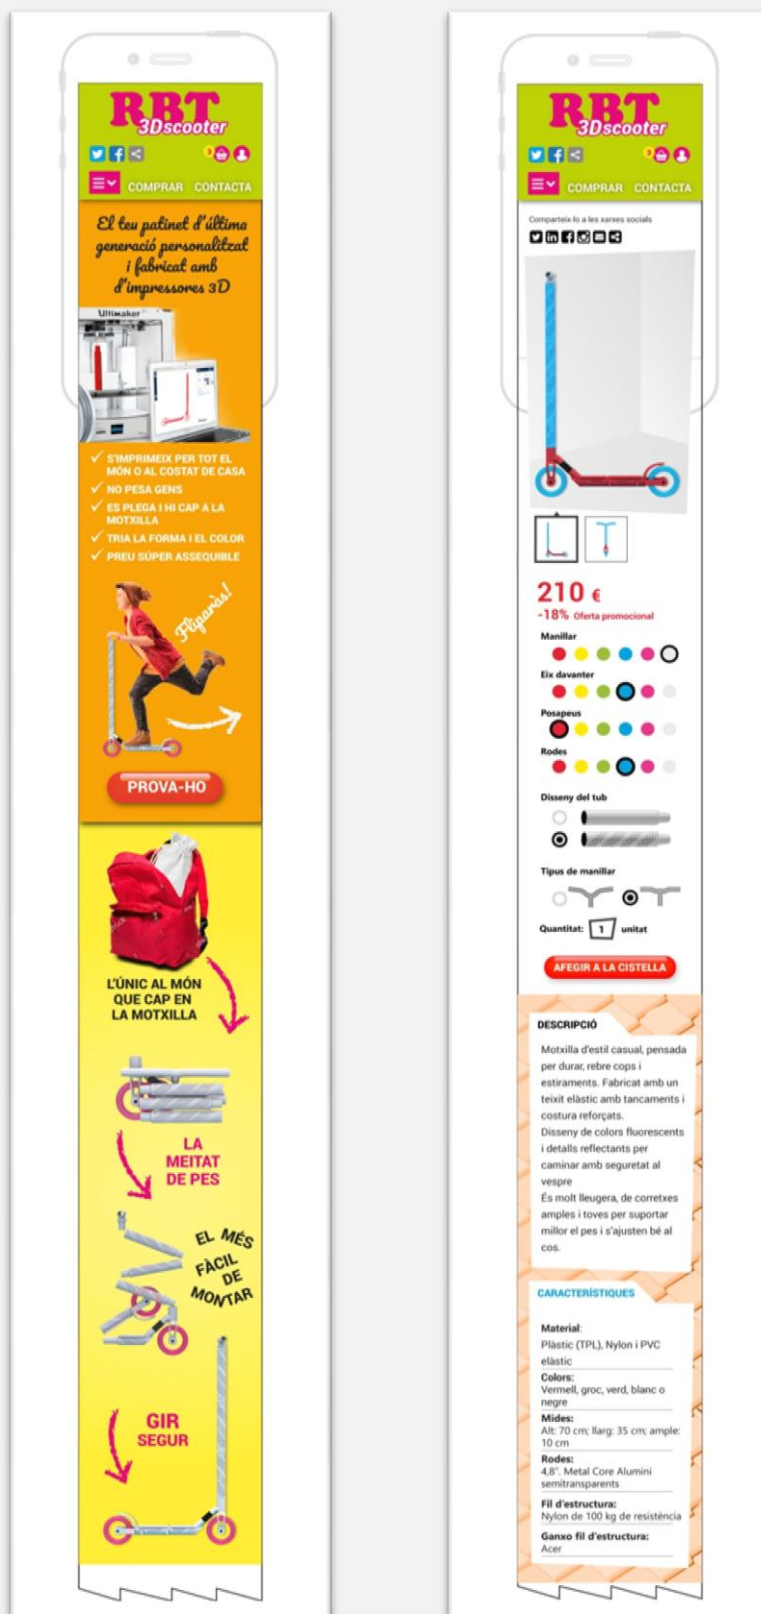 RBT
3Dscooter
3
COMPRAR CONTACTA
El teu patinet d'última
generació personalitzat
i fabricat amb
d'impressores 3D
Ultimaker
S'IMPRIMEIX PER TOT EL
MÓN O AL COSTAT DE CASA
NO PESA GENS
ES PLEGA I HI CAP A LA
MOTXILLA
TRIA LA FORMA I EL COLOR
PREU SÚPER ASSEQUIBLE
Fliparàs!
PROVA-HO
L'ÚNIC AL MÓN
QUE CAP EN
LA MOTXILLA
LA
MEITAT
DE PES
EL MÉS
FÀCIL
DE
MONTAR
GIR
SEGUR
RBT
3Dscooter
3
COMPRAR CONTACTA
Comparteix-lo a les xarxes socials
210 €
-18% Oferta promocional
Manillar
Eix davanter
Posapeus
Rodes
Disseny del tub
Tipus de manillar
Quantitat: 1 unitat
AFEGIR A LA CISTELLA
DESCRIPCIÓ
Motxilla d'estil casual, pensada
per durar, rebre cops i
estiraments. Fabricat amb un
teixit elàstic amb tancaments i
costura reforçats.
Disseny de colors fluorescents
i detalls reflectants per
caminar amb seguretat al
vespre
És molt lleugera, de corretxes
amples i toves per suportar
millor el pes i s'ajusten bé al
cos.
CARACTERÍSTIQUES
Material:
Plàstic (TPL), Nylon i PVC
elàstic
Colors:
Vermell, groc, verd, blanc o
negre
Mides:
Alt: 70 cm; llarg: 35 cm; ample:
10 cm
Rodes:
4,8". Metal Core Alumini
semitransparents
Fil d'estructura:
Nylon de 100 kg de resistència
Ganxo fil d'estructura:
Acer